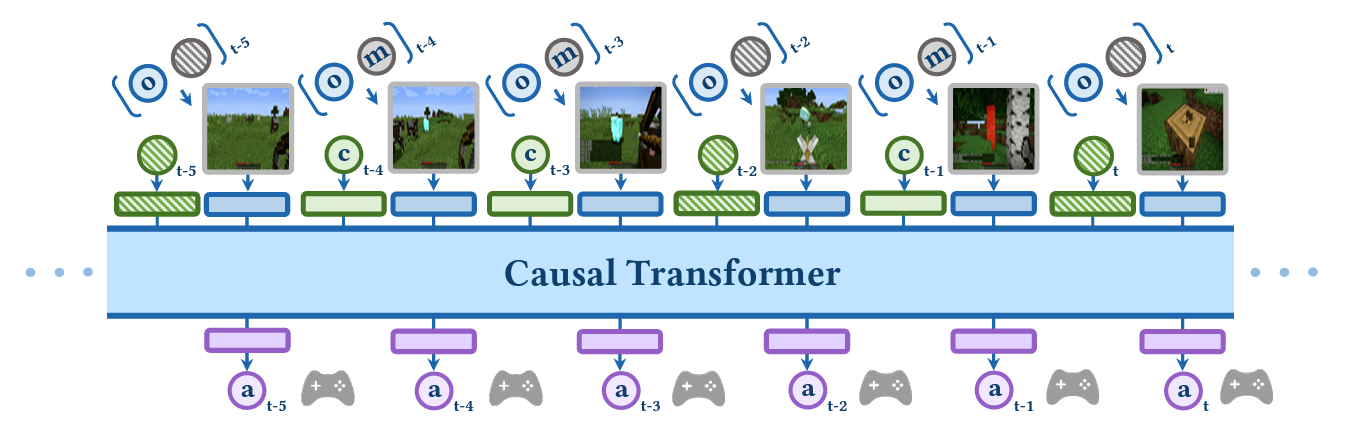 o t-5 o m t-4 o m t-3 o t-2 o m t-1 o t
t-5 c t-4 c t-3 t-2 c t-1 t
Causal Transformer
a t-5 a t-4 a t-3 a t-2 a t-1 a t